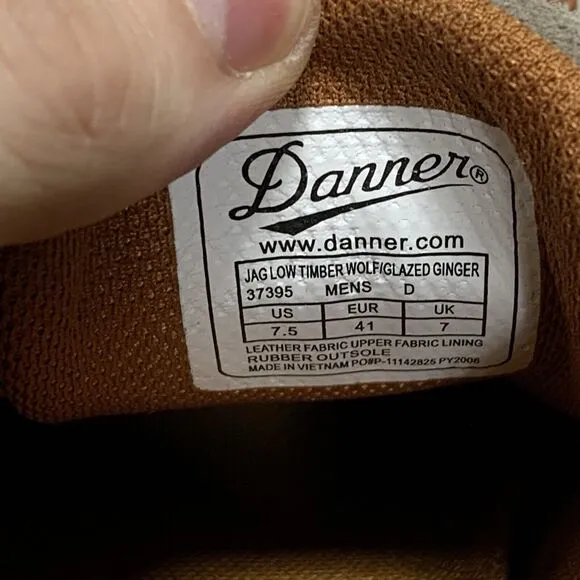 Danner®
www.danner.com
JAG LOW TIMBER WOLF/GLAZED GINGER
37395 MENS D
US EUR UK
7.5 41 7
LEATHER FABRIC UPPER FABRIC LINING
RUBBER OUTSOLE
MADE IN VIETNAM PO#P-11142825 PY2006